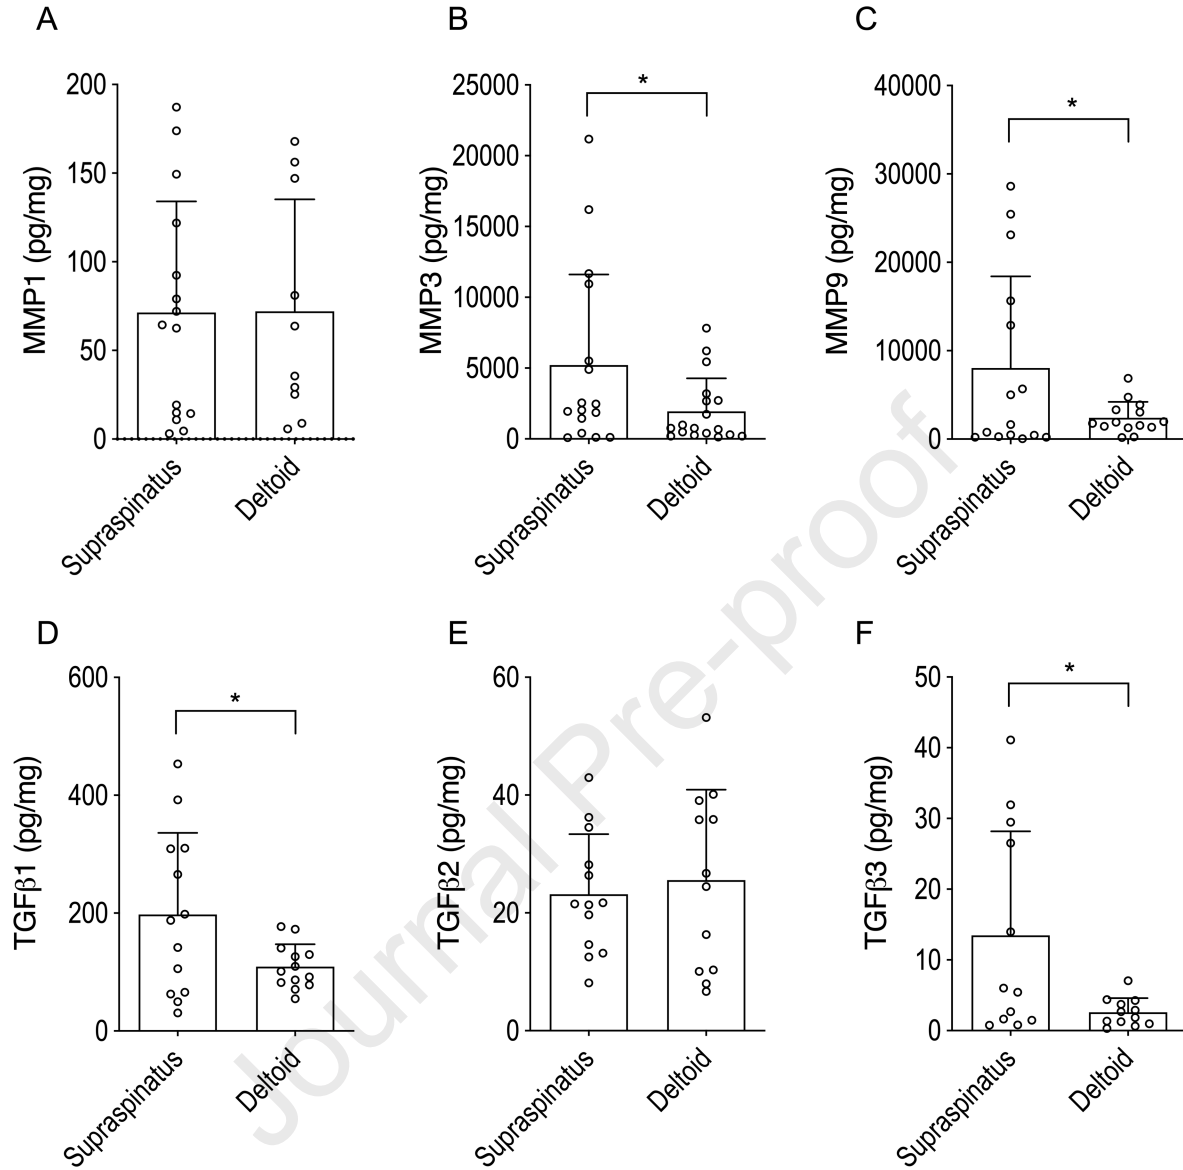 A
MMP1 (pg/mg)
200
150
100
50
0
Supraspinatus
Deltoid
B
MMP3 (pg/mg)
25000
20000
15000
10000
5000
0
*
Supraspinatus
Deltoid
C
MMP9 (pg/mg)
40000
30000
20000
10000
0
*
Supraspinatus
Deltoid
D
TGFβ1 (pg/mg)
600
400
200
0
*
Supraspinatus
Deltoid
E
TGFβ2 (pg/mg)
60
40
20
0
Supraspinatus
Deltoid
F
TGFβ3 (pg/mg)
50
40
30
20
10
0
*
Supraspinatus
Deltoid
Journal Pre-proof